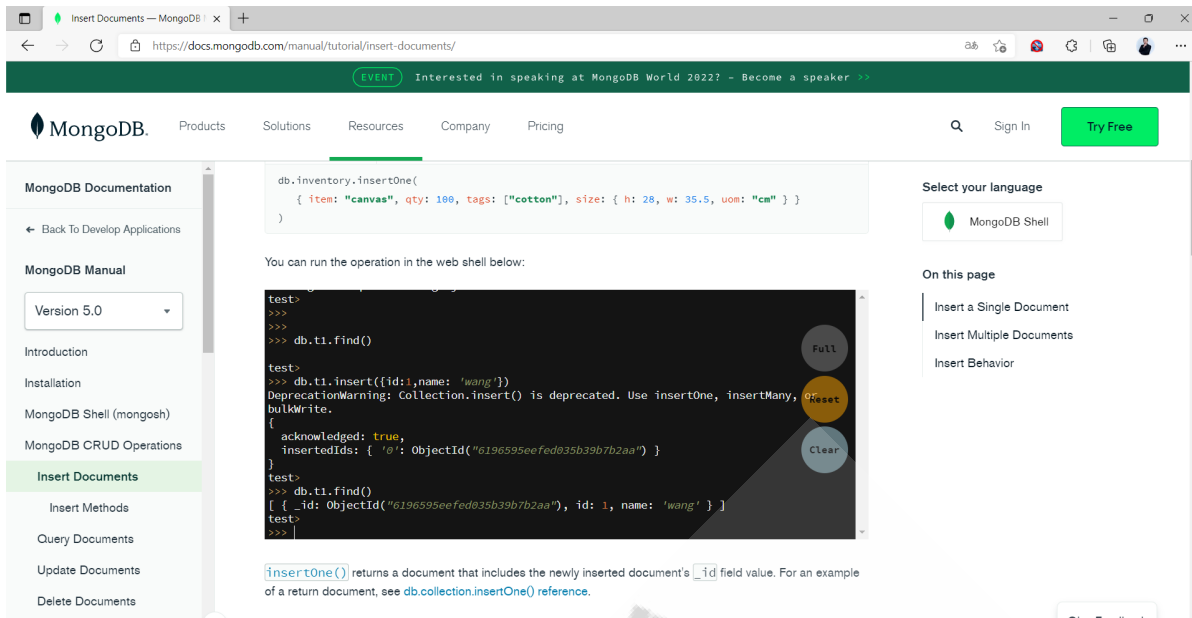 Insert Documents — MongoDB
https://docs.mongodb.com/manual/tutorial/insert-documents/
EVENT Interested in speaking at MongoDB World 2022? – Become a speaker >>
MongoDB. Products Solutions Resources Company Pricing Sign In Try Free
MongoDB Documentation
← Back To Develop Applications
MongoDB Manual
Version 5.0
Introduction
Installation
MongoDB Shell (mongosh)
MongoDB CRUD Operations
Insert Documents
Insert Methods
Query Documents
Update Documents
Delete Documents
db.inventory.insertOne(
{ item: "canvas", qty: 100, tags: ["cotton"], size: { h: 28, w: 35.5, uom: "cm" } }
)
You can run the operation in the web shell below:
test>
>>>
>>>
>>> db.t1.find()
test>
>>> db.t1.insert({id:1,name: 'wang'})
DeprecationWarning: Collection.insert() is deprecated. Use insertOne, insertMany, or
bulkWrite.
{
acknowledged: true,
insertedIds: { '0': ObjectId("6196595eefed035b39b7b2aa") }
}
test>
>>> db.t1.find()
[ { _id: ObjectId("6196595eefed035b39b7b2aa"), id: 1, name: 'wang' } ]
test>
>>>
Full
Reset
Clear
insertOne() returns a document that includes the newly inserted document's _id field value. For an example
of a return document, see db.collection.insertOne() reference.
Select your language
MongoDB Shell
On this page
Insert a Single Document
Insert Multiple Documents
Insert Behavior